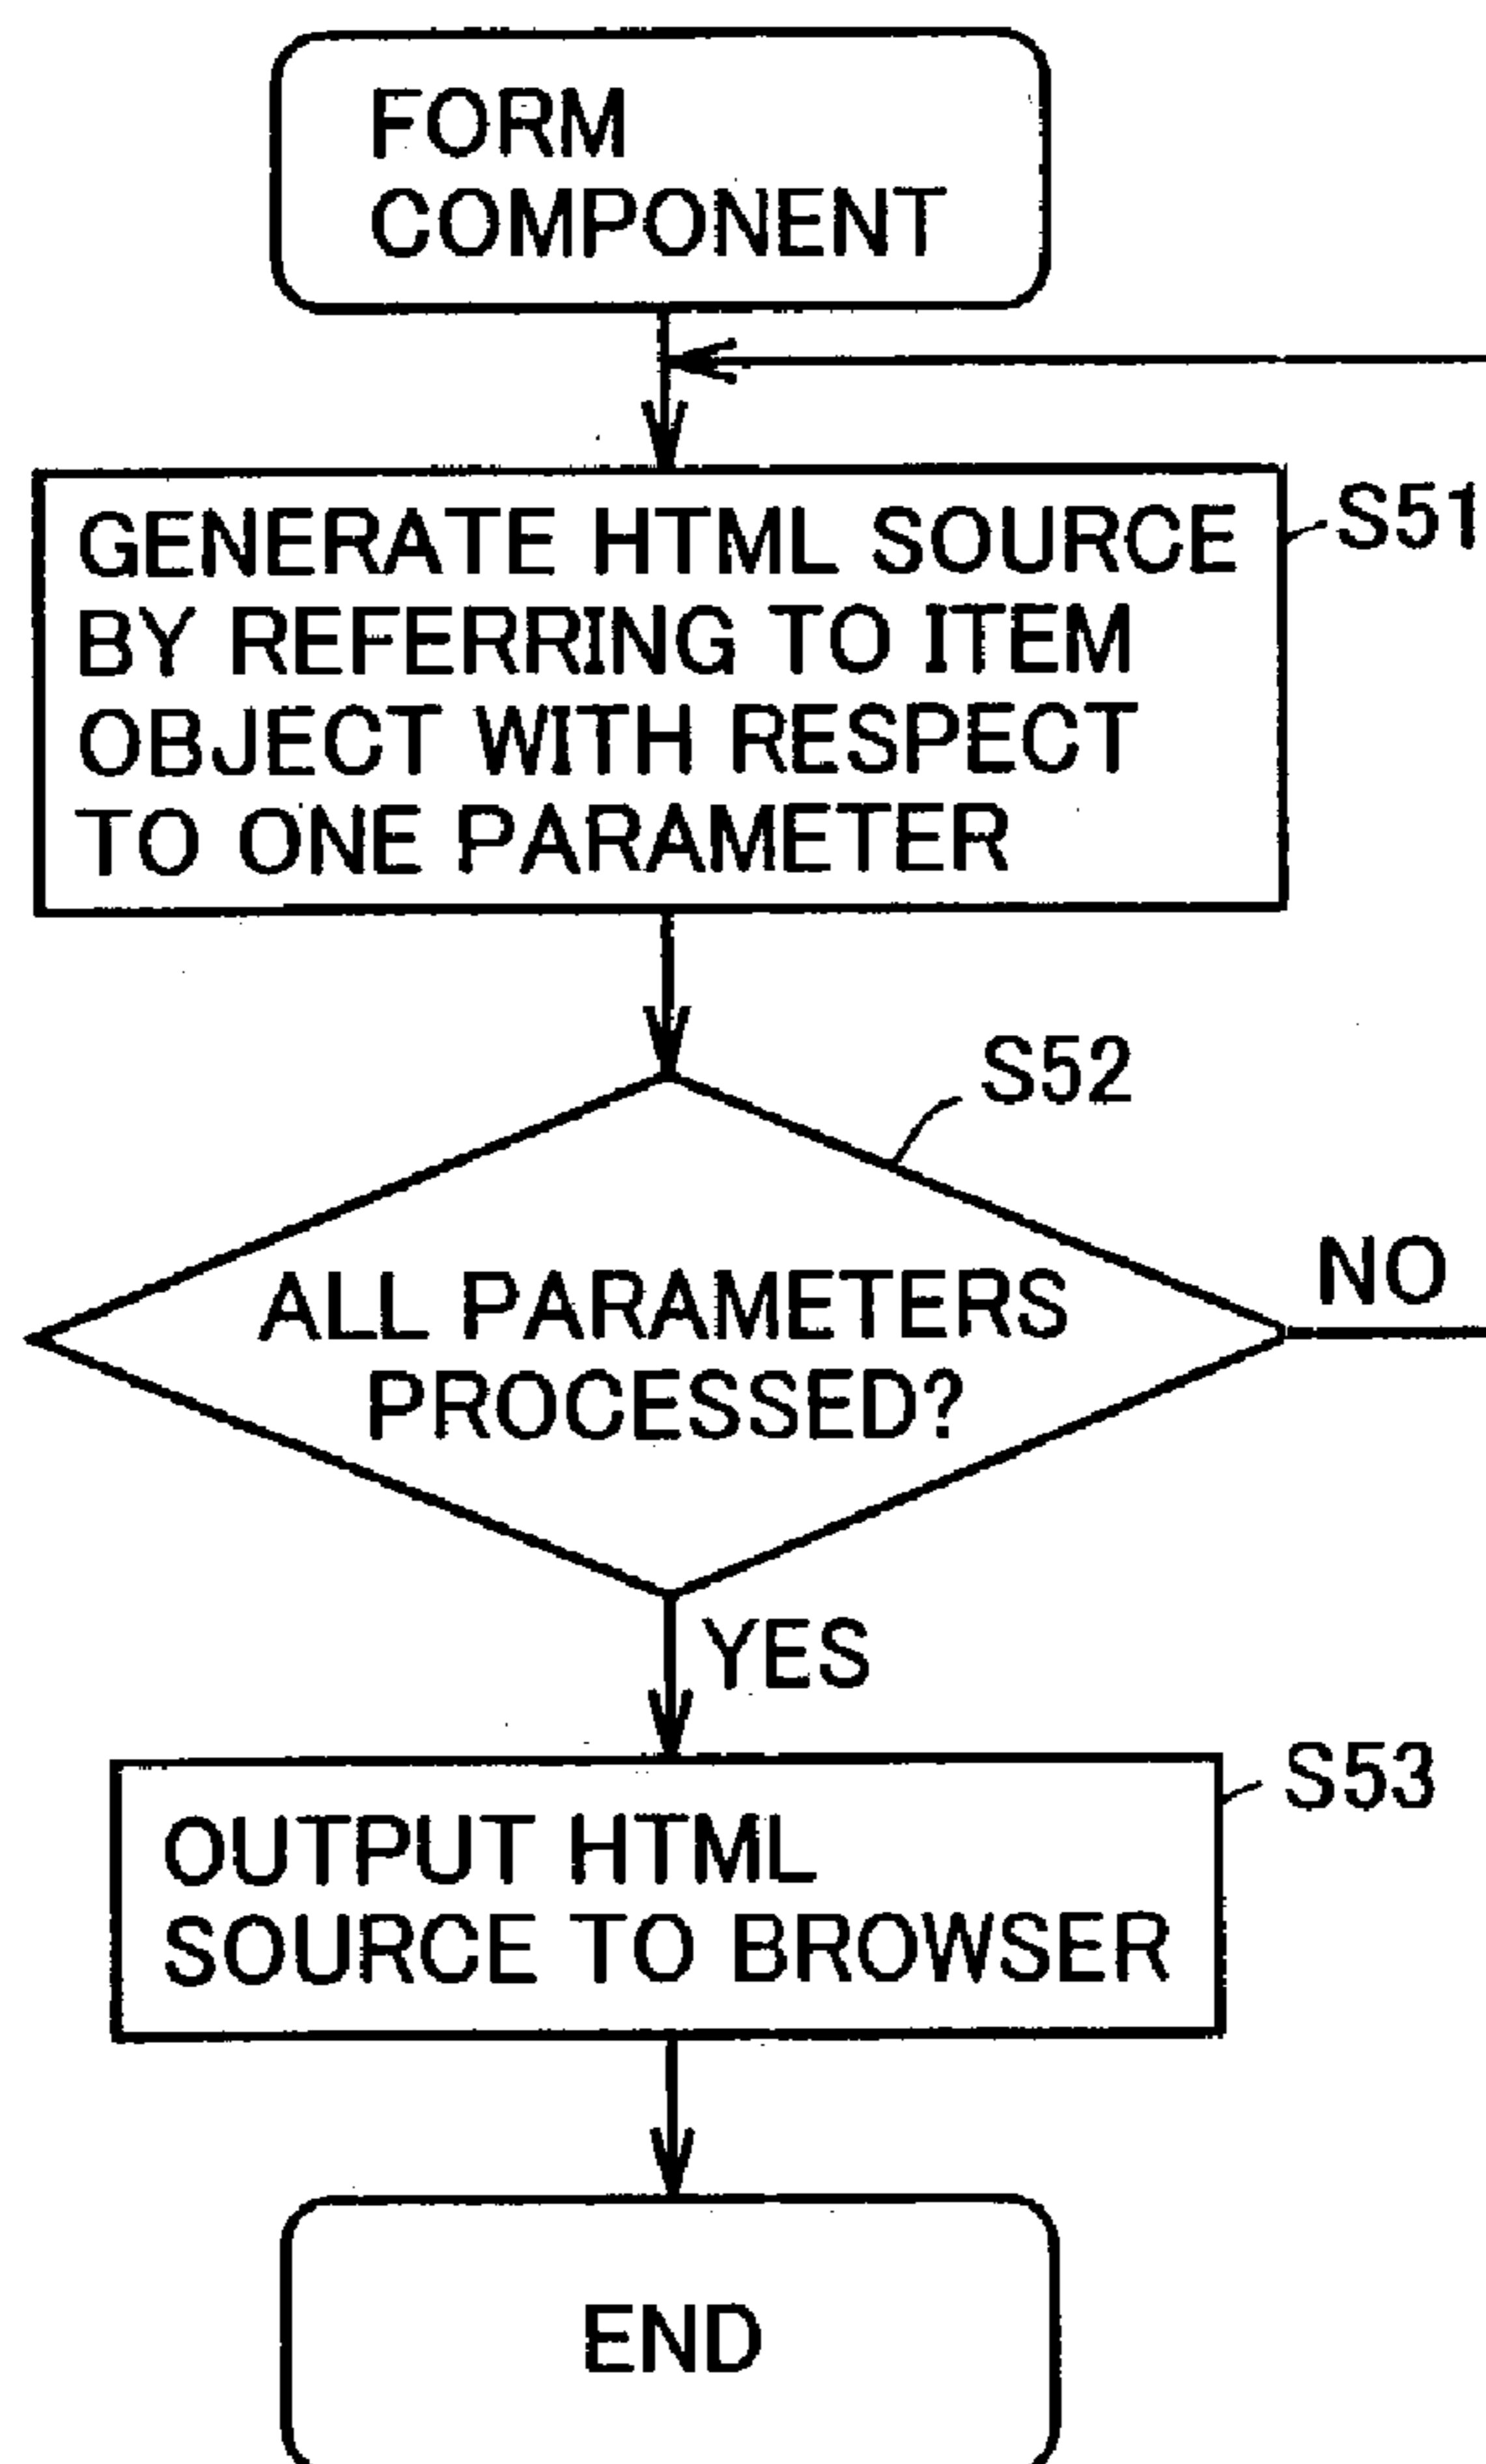 FORM
COMPONENT
GENERATE HTML SOURCE
BY REFERRING TO ITEM
OBJECT WITH RESPECT
TO ONE PARAMETER
S51
S52
ALL PARAMETERS
PROCESSED?
NO
YES
S53
OUTPUT HTML
SOURCE TO BROWSER
END